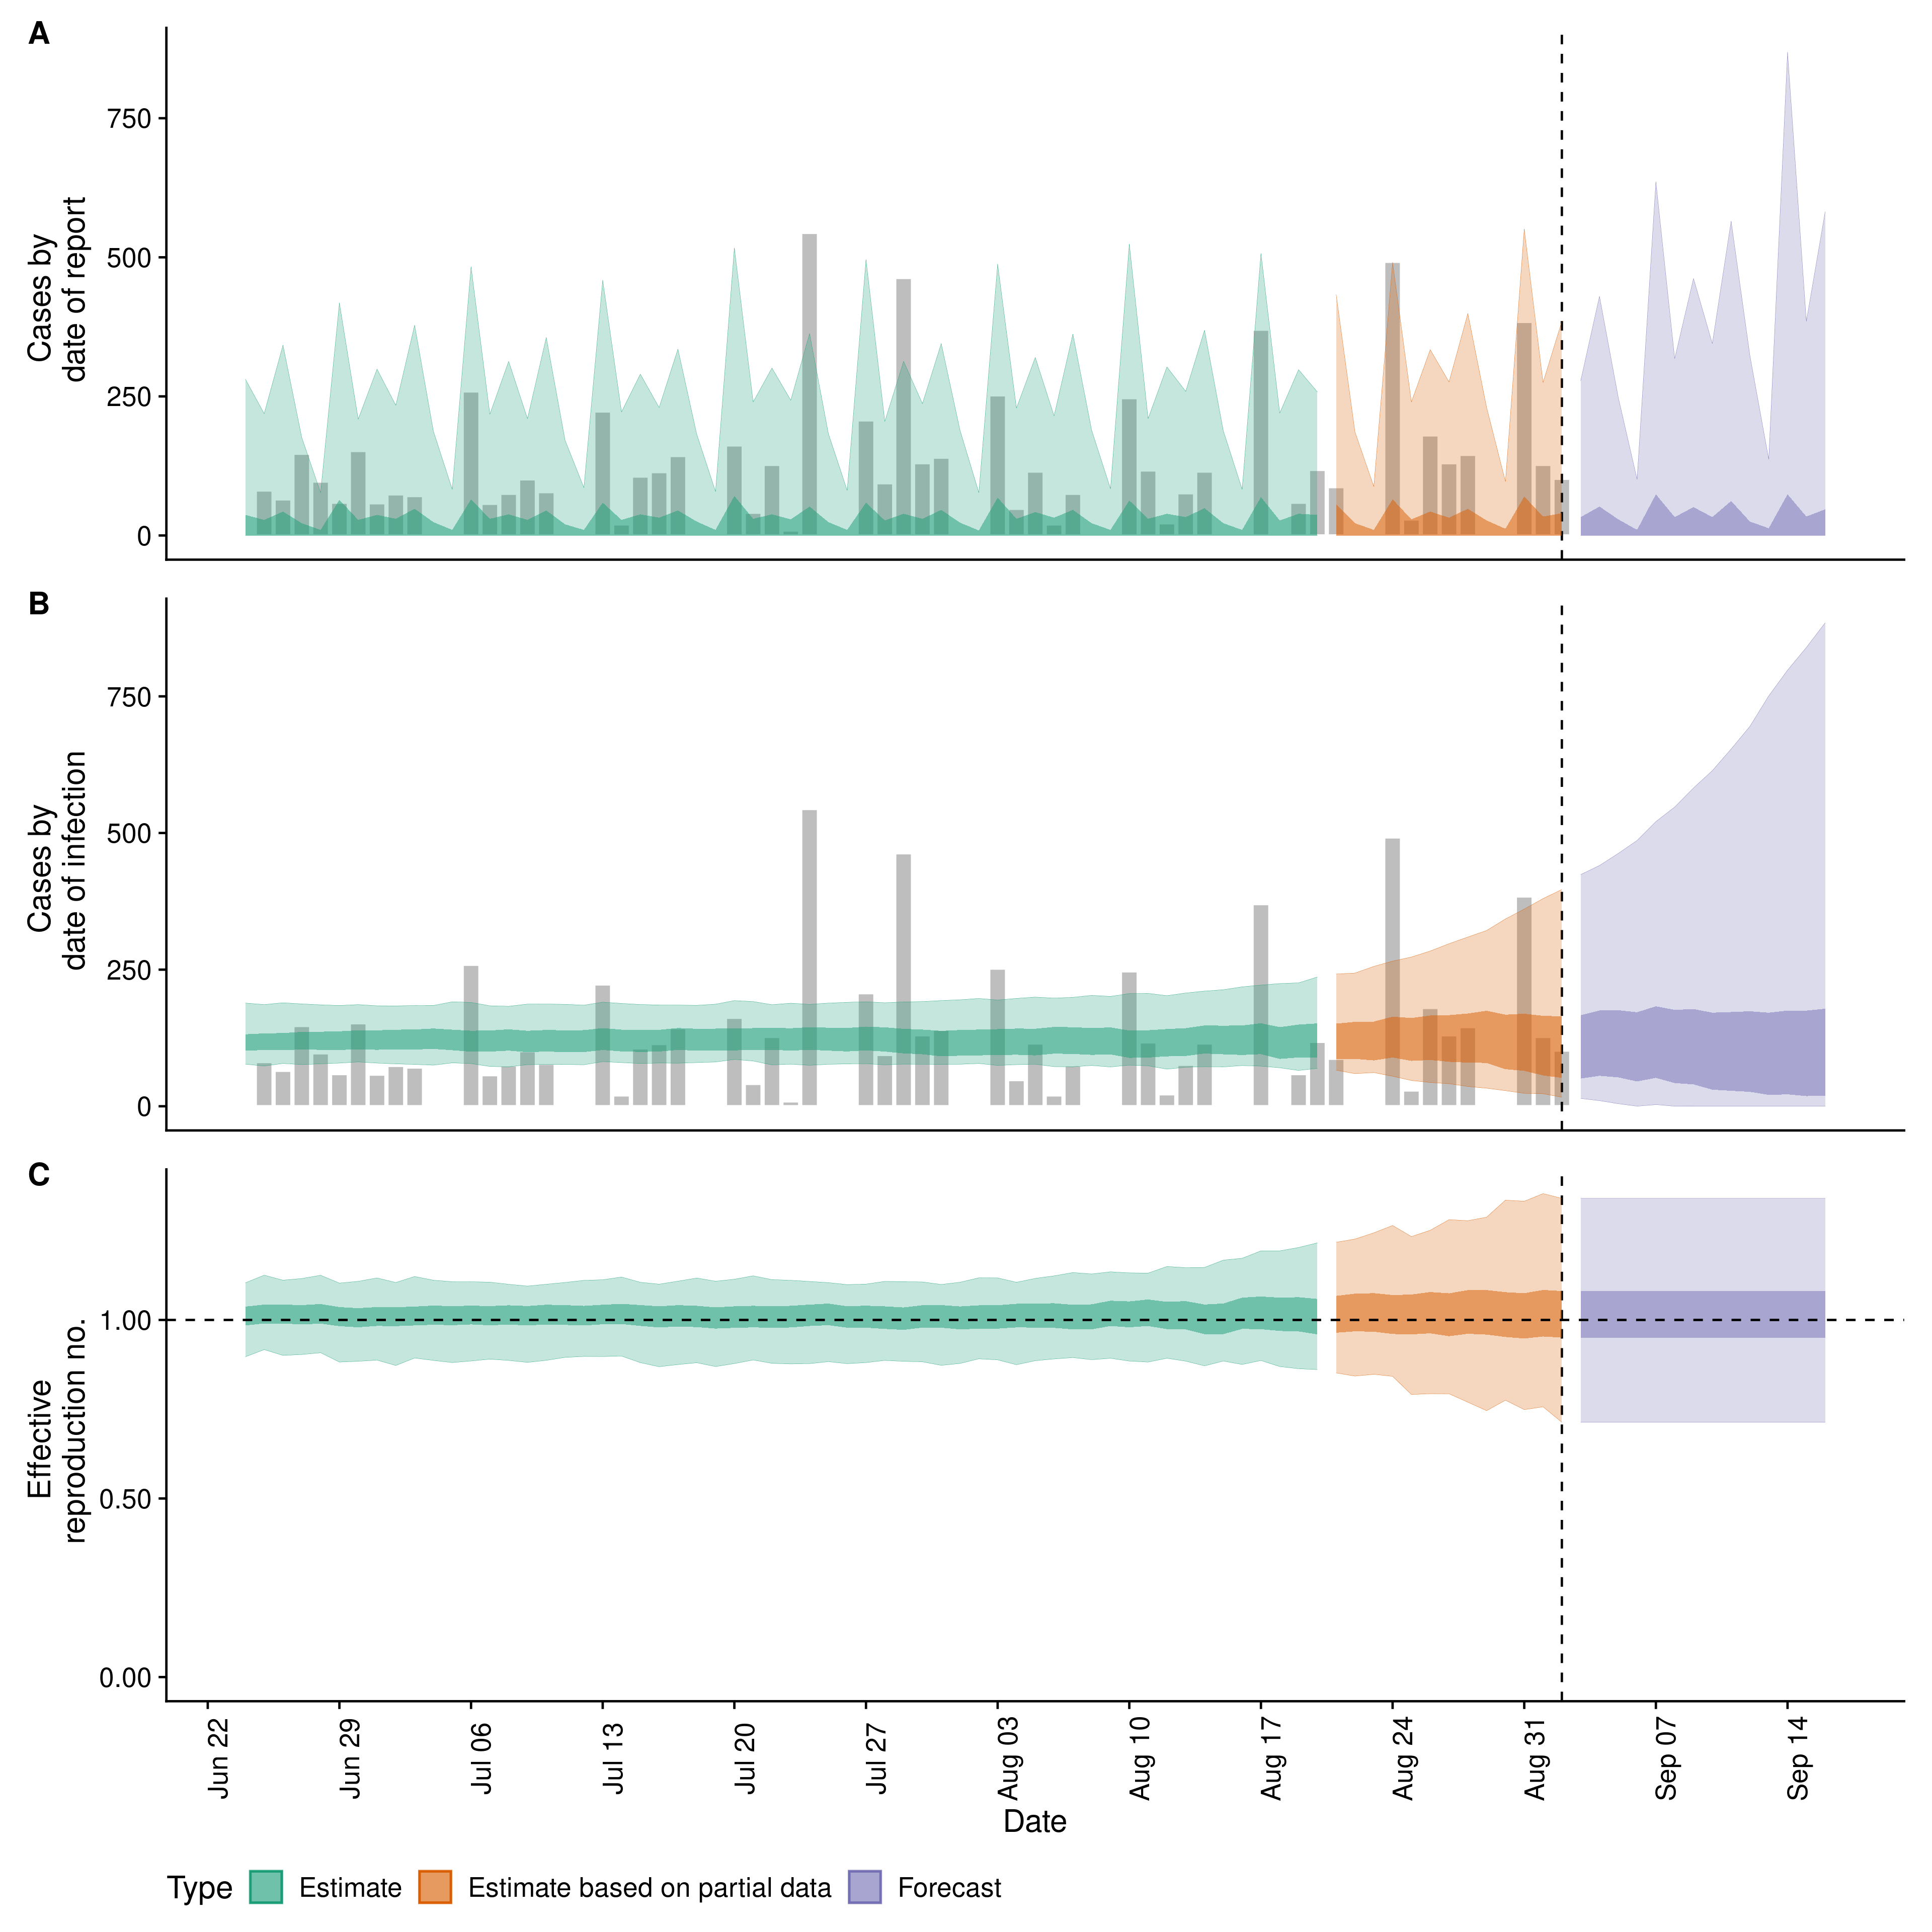 A
Cases by
date of report
750
500
250
0
B
Cases by
date of infection
750
500
250
0
C
Effective
reproduction no.
1.00
0.50
0.00
Jun 22
Jun 29
Jul 06
Jul 13
Jul 20
Jul 27
Aug 03
Aug 10
Aug 17
Aug 24
Aug 31
Sep 07
Sep 14
Date
Type Estimate Estimate based on partial data Forecast